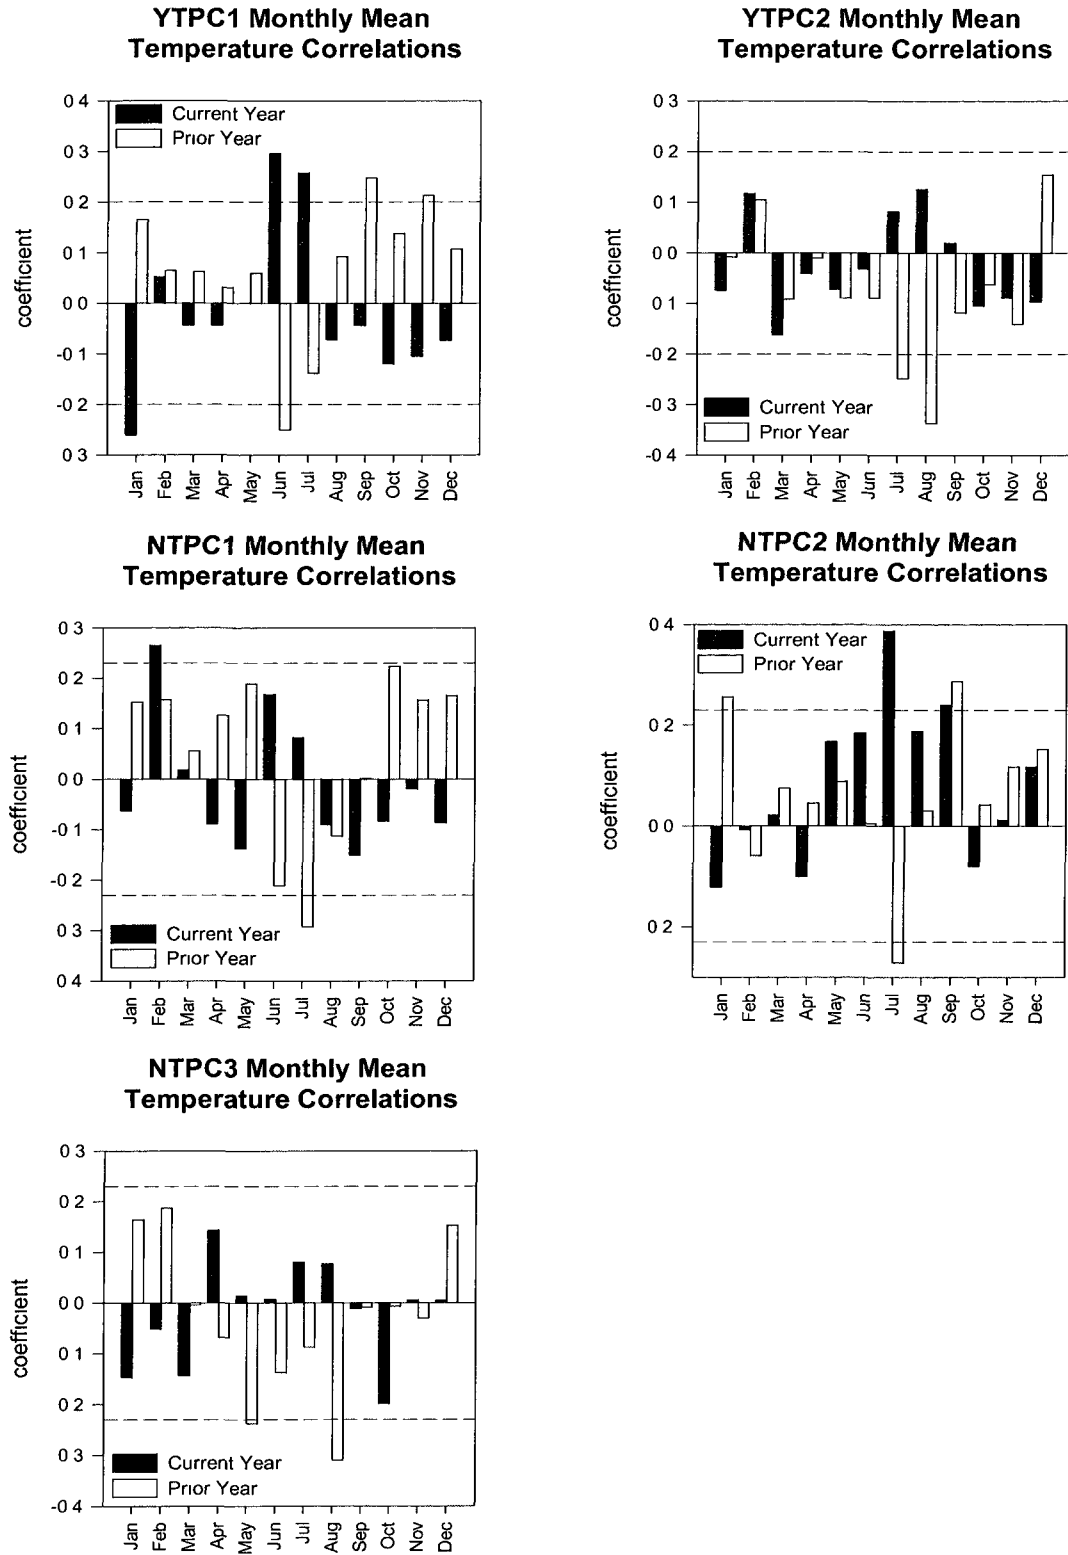 YTPC1 Monthly Mean
Temperature Correlations
0 4
0 3
0 2
0 1
0 0
-0 1
-0 2
0 3
coefficient
Current Year
Prior Year
Jan
Feb
Mar
Apr
May
Jun
Jul
Aug
Sep
Oct
Nov
Dec
YTPC2 Monthly Mean
Temperature Correlations
0 3
0.2
0.1
0.0
0 1
-0.2
-0 3
-0 4
coefficient
Current Year
Prior Year
Jan
Feb
Mar
Apr
May
Jun
Jul
Aug
Sep
Oct
Nov
Dec
NTPC1 Monthly Mean
Temperature Correlations
0 3
0.2
0 1
0.0
-0.1
-0 2
0 3
0 4
coefficient
Current Year
Prior Year
Jan
Feb
Mar
Apr
May
Jun
Jul
Aug
Sep
Oct
Nov
Dec
NTPC2 Monthly Mean
Temperature Correlations
0 4
0 2
0 0
0 2
coefficient
Current Year
Prior Year
Jan
Feb
Mar
Apr
May
Jun
Jul
Aug
Sep
Oct
Nov
Dec
NTPC3 Monthly Mean
Temperature Correlations
0 3
0 2
0 1
0 0
0 1
0 2
0 3
-0 4
coefficient
Current Year
Prior Year
Jan
Feb
Mar
Apr
May
Jun
Jul
Aug
Sep
Oct
Nov
Dec